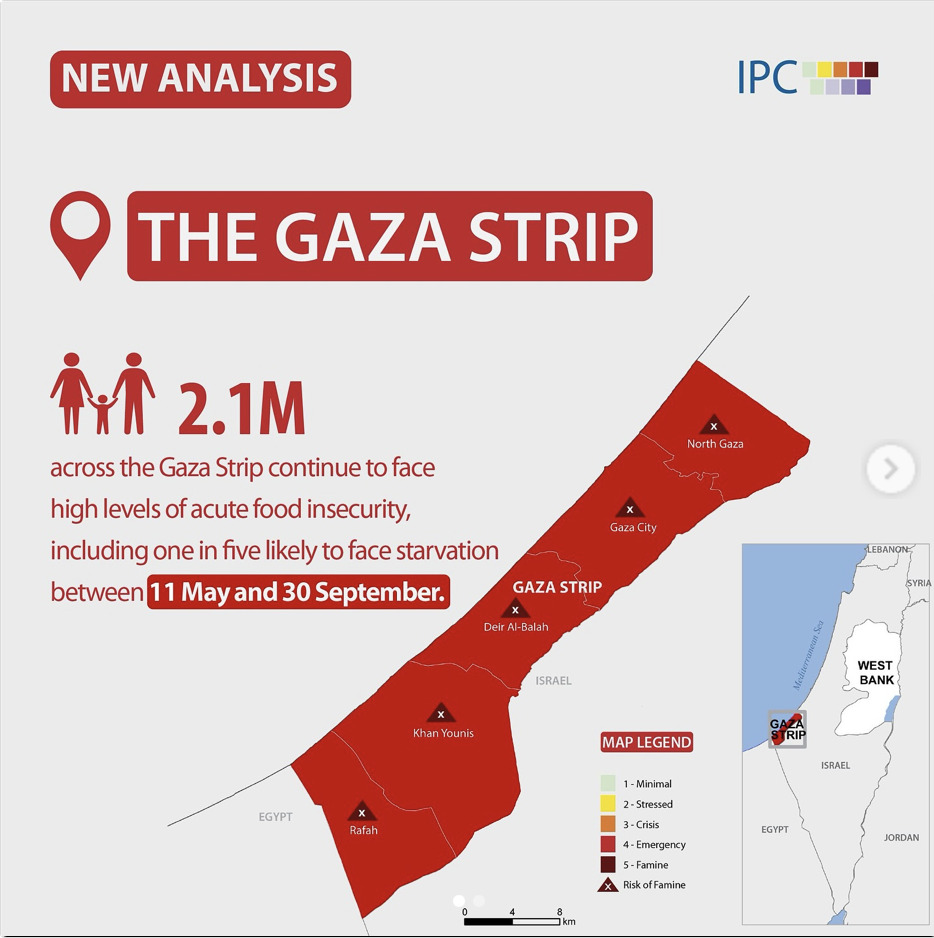 NEW ANALYSIS
IPC
THE GAZA STRIP
2.1M
across the Gaza Strip continue to face
high levels of acute food insecurity,
including one in five likely to face starvation
between 11 May and 30 September.
North Gaza
Gaza City
GAZA STRIP
Deir Al-Balah
ISRAEL
Khan Younis
EGYPT
Rafah
MAP LEGEND
1 - Minimal
2 - Stressed
3 - Crisis
4 - Emergency
5 - Famine
x Risk of Famine
0 4 8
km
LEBANON
SYRIA
Mediterranean Sea
WEST
BANK
GAZA
STRIP
ISRAEL
EGYPT
JORDAN